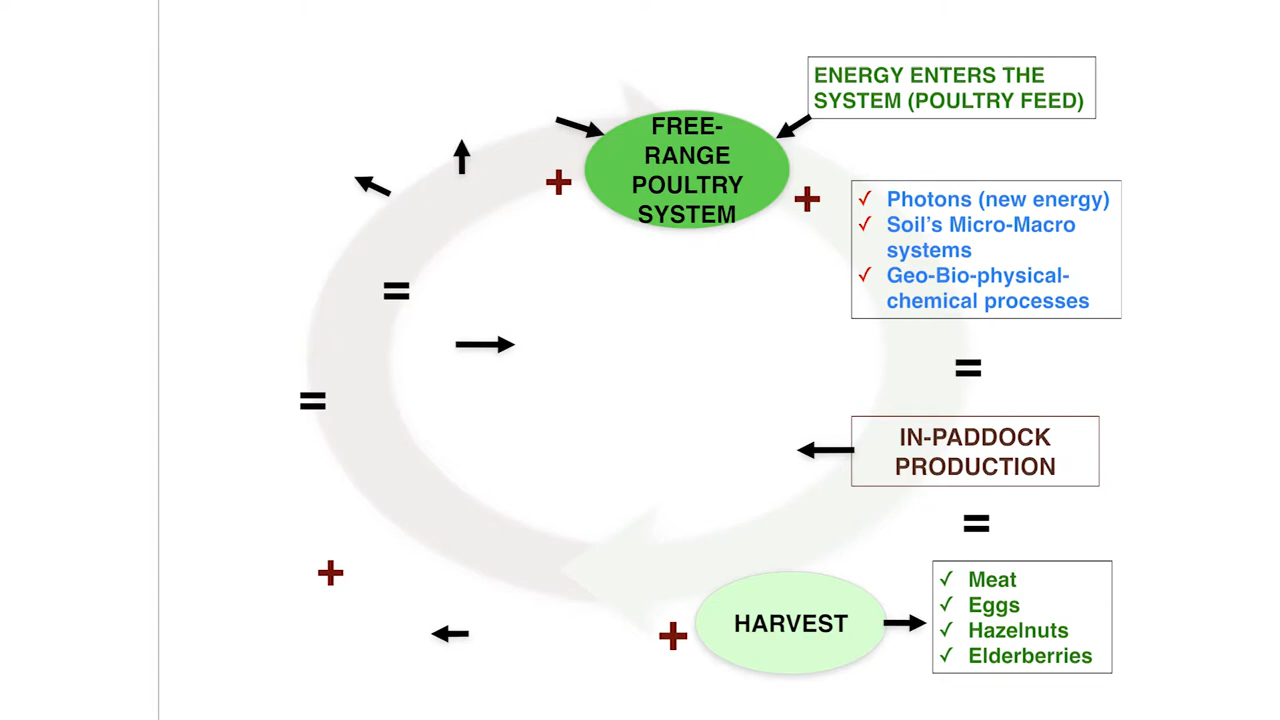 ENERGY ENTERS THE
SYSTEM (POULTRY FEED)
FREE-
RANGE
POULTRY
SYSTEM
+
+
✓ Photons (new energy)
✓ Soil's Micro-Macro
systems
✓ Geo-Bio-physical-
chemical processes
=
=
=
IN-PADDOCK
PRODUCTION
=
+
+
HARVEST
✓ Meat
✓ Eggs
✓ Hazelnuts
✓ Elderberries